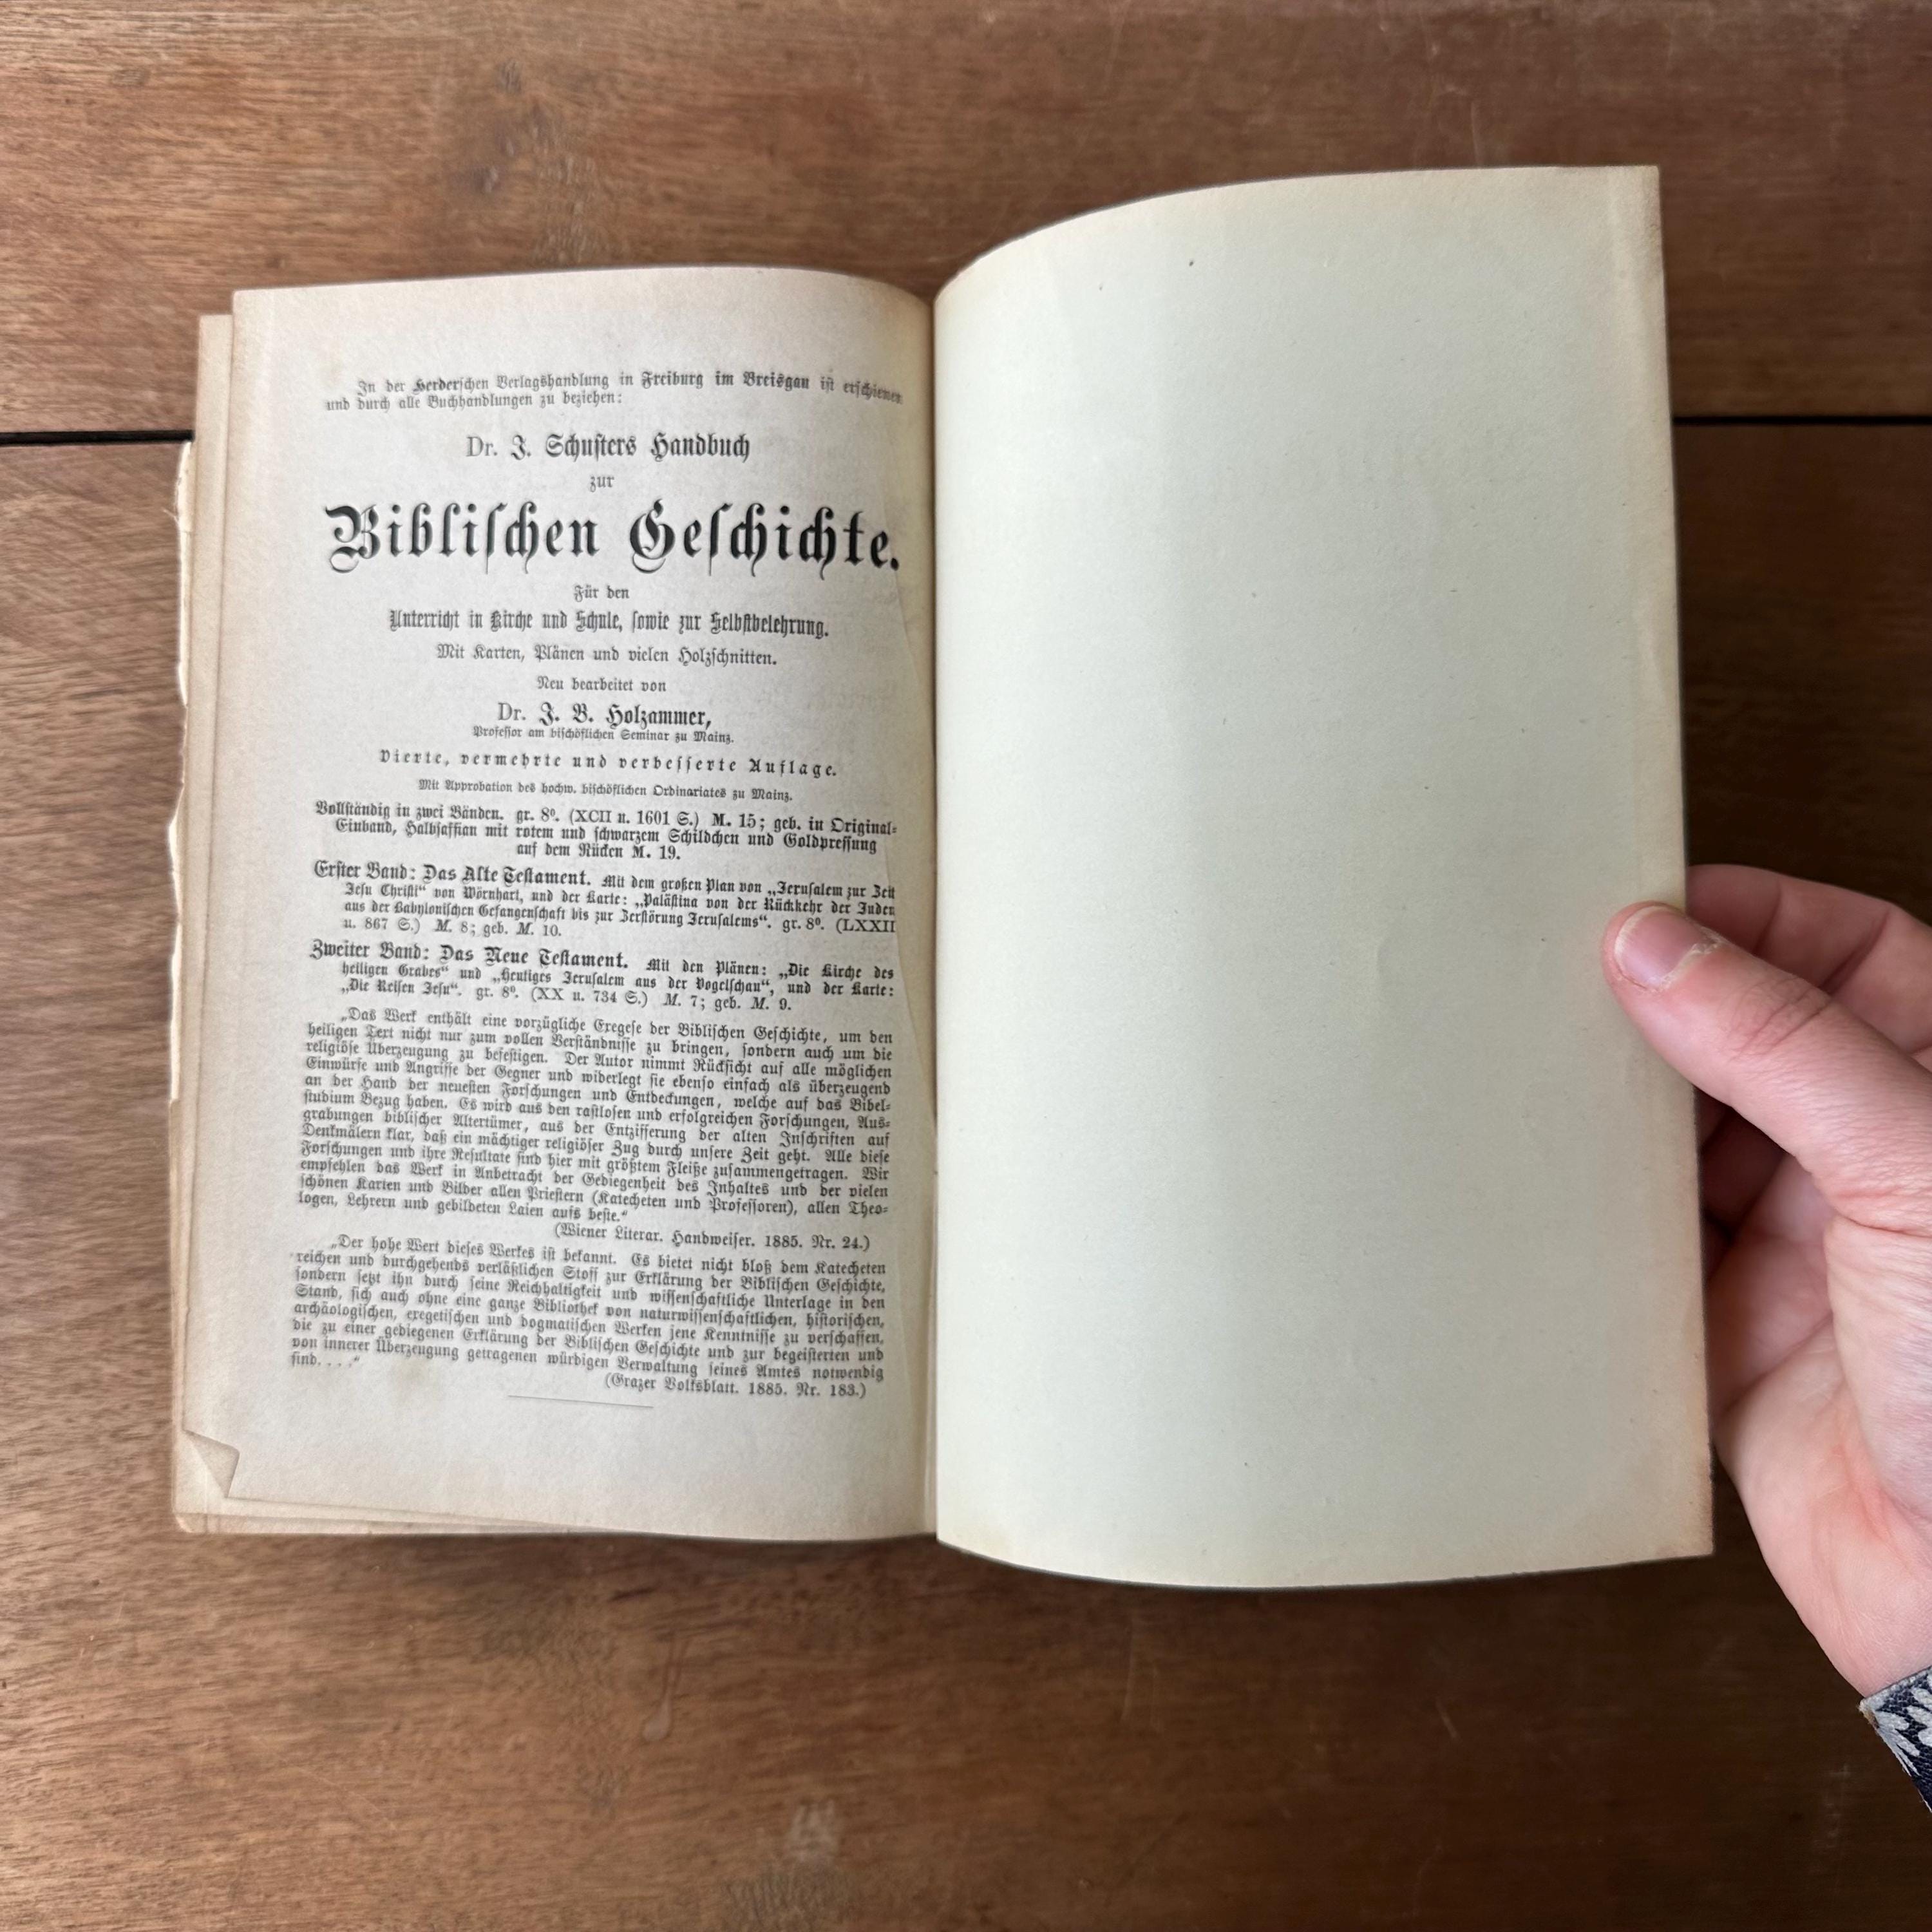 In der Herderschen Verlagshandlung in Freiburg im Breisgau ist erschienen
und durch alle Buchhandlungen zu beziehen:
Dr. J. Schusters Handbuch
zur
Biblischen Geschichte.
Für den
Unterricht in Kirche und Schule, sowie zur Selbstbelehrung.
Mit Karten, Plänen und vielen Holzschnitten.
Neu bearbeitet von
Dr. J. B. Holzammer,
Professor am bischöflichen Seminar zu Mainz.
Vierte, vermehrte und verbesserte Auflage.
Mit Approbation des hochw. bischöflichen Ordinariates zu Mainz.
Vollständig in zwei Bänden. gr. 8º. (XCII u. 1601 S.) M. 15; geb. in Original-
Einband, Halbsaffian mit rotem und schwarzem Schildchen und Goldpressung
auf dem Rücken M. 19.
Erster Band: Das Alte Testament. Mit dem großen Plan von „Jerusalem zur Zeit
Jesu Christi“ von Wörnhart, und der Karte: „Palästina von der Rückkehr der Juden
aus der Babylonischen Gefangenschaft bis zur Zerstörung Jerusalems“. gr. 8º. (LXXII
u. 867 S.) M. 8; geb. M. 10.
Zweiter Band: Das Neue Testament. Mit den Plänen: „Die Kirche des
heiligen Grabes“ und „Heutiges Jerusalem aus der Vogelschau“, und der Karte:
„Die Reisen Jesu“. gr. 8º. (XX u. 734 S.) M. 7; geb. M. 9.
„Das Werk enthält eine vorzügliche Exegese der Biblischen Geschichte, um den
heiligen Text nicht nur zum vollen Verständnisse zu bringen, sondern auch um die
religiöse Überzeugung zu befestigen. Der Autor nimmt Rücksicht auf alle möglichen
Einwürfe und Angriffe der Gegner und widerlegt sie ebenso einfach als überzeugend
an der Hand der neuesten Forschungen und Entdeckungen, welche auf das Bibel-
studium Bezug haben. Es wird aus den rastlosen und erfolgreichen Forschungen, Aus-
grabungen biblischer Altertümer, aus der Entzifferung der alten Inschriften auf
Denkmälern klar, daß ein mächtiger religiöser Zug durch unsere Zeit geht. Alle diese
Forschungen und ihre Resultate sind hier mit größtem Fleiße zusammengetragen. Wir
empfehlen das Werk in Anbetracht der Gediegenheit des Inhaltes und der vielen
schönen Karten und Bilder allen Priestern (Katecheten und Professoren), allen Theo-
logen, Lehrern und gebildeten Laien aufs beste.“
(Wiener Literar. Handweiser. 1885. Nr. 24.)
„Der hohe Wert dieses Werkes ist bekannt. Es bietet nicht bloß dem Katecheten
reichen und durchgehends verläßlichen Stoff zur Erklärung der Biblischen Geschichte,
sondern setzt ihn durch seine Reichhaltigkeit und wissenschaftliche Unterlage in den
Stand, sich auch ohne eine ganze Bibliothek von naturwissenschaftlichen, historischen,
archäologischen, exegetischen und dogmatischen Werken jene Kenntnisse zu verschaffen,
die zu einer gediegenen Erklärung der Biblischen Geschichte und zur begeisterten und
von innerer Überzeugung getragenen würdigen Verwaltung seines Amtes notwendig
sind. . . .“
(Grazer Volksblatt. 1885. Nr. 183.)